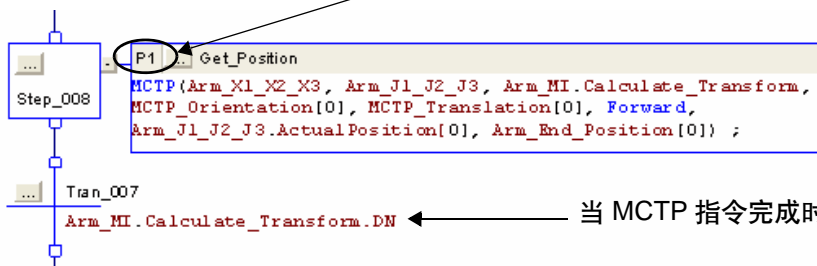 ... - P1 ... Get_Position
Step_008
MCTP(Arm_X1_X2_X3, Arm_J1_J2_J3, Arm_MI.Calculate_Transform,
MCTP_Orientation[0], MCTP_Translation[0], Forward,
Arm_J1_J2_J3.ActualPosition[0], Arm_End_Position[0]) ;
... Tran_007
Arm_MI.Calculate_Transform.DN
当 MCTP 指令完成时